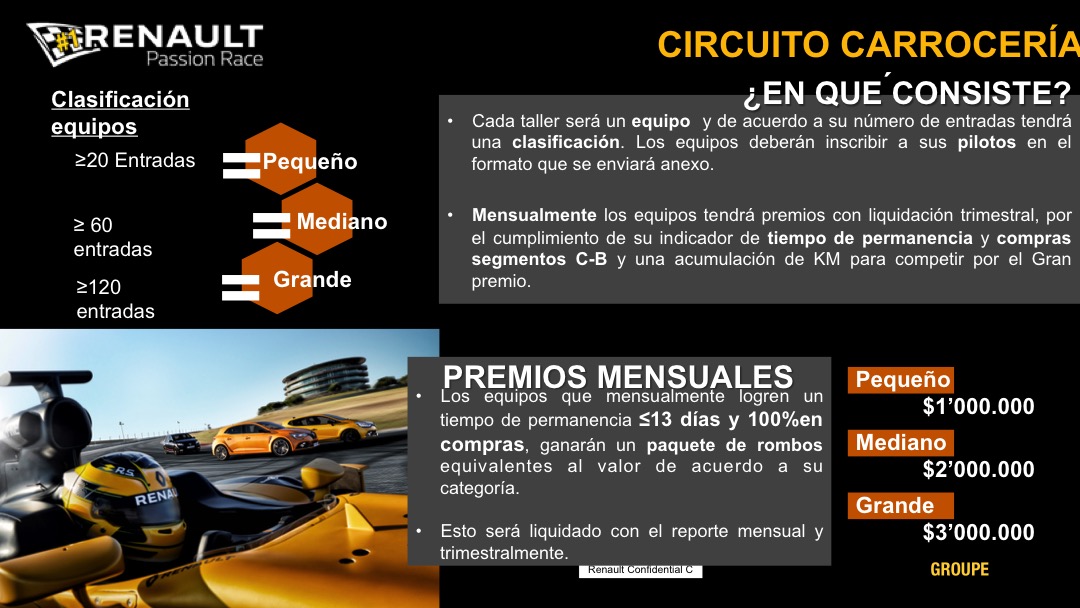 #1 RENAULT
Passion Race
CIRCUITO CARROCERÍA
¿EN QUE´CONSISTE?
Clasificación
equipos
≥20 Entradas
Pequeño
≥ 60
entradas
Mediano
≥120
entradas
Grande
• Cada taller será un equipo y de acuerdo a su número de entradas tendrá
una clasificación. Los equipos deberán inscribir a sus pilotos en el
formato que se enviará anexo.
• Mensualmente los equipos tendrá premios con liquidación trimestral, por
el cumplimiento de su indicador de tiempo de permanencia y compras
segmentos C-B y una acumulación de KM para competir por el Gran
premio.
PREMIOS MENSUALES
• Los equipos que mensualmente logren un
tiempo de permanencia ≤13 días y 100%en
compras, ganarán un paquete de rombos
equivalentes al valor de acuerdo a su
categoría.
• Esto será liquidado con el reporte mensual y
trimestralmente.
Pequeño
$1’000.000
Mediano
$2’000.000
Grande
$3’000.000
R.S.
RENAU
Renault Confidential C
GROUPE